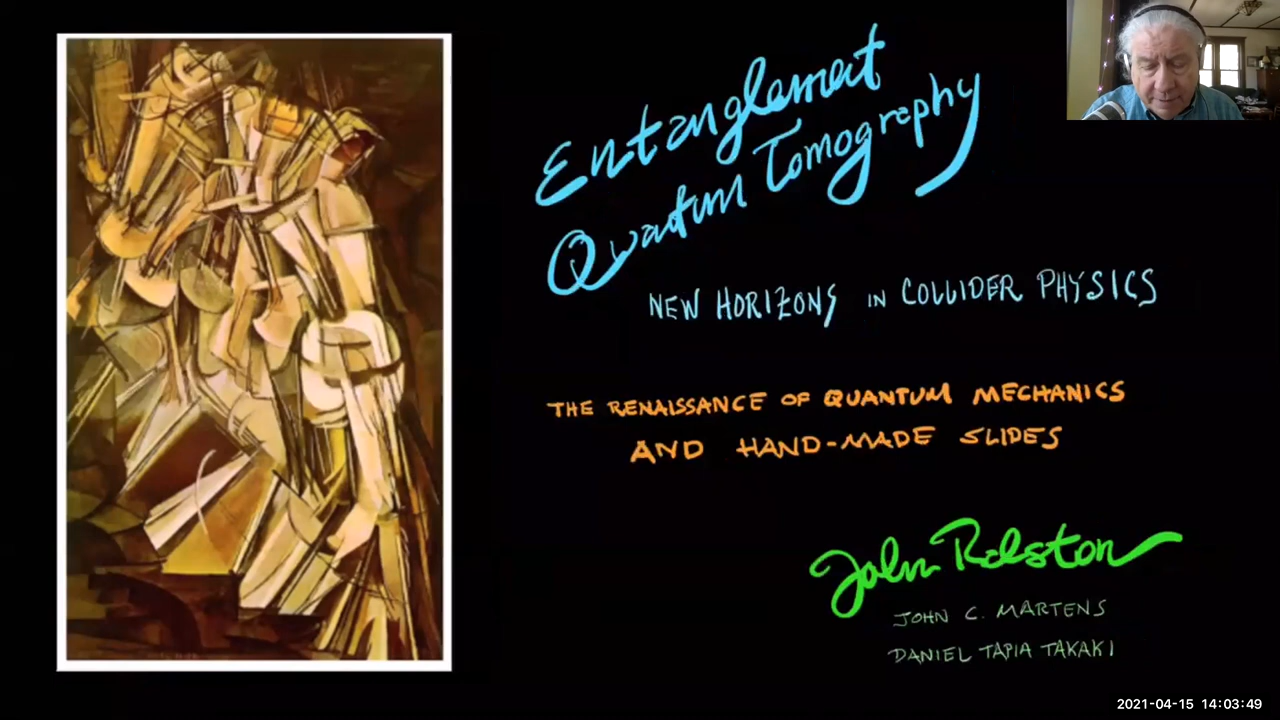 Entanglement
Quantum Tomography
NEW HORIZONS IN COLLIDER PHYSICS
THE RENAISSANCE OF QUANTUM MECHANICS
AND HAND-MADE SLIDES
John Ralston
JOHN C. MARTENS
DANIEL TAPIA TAKAKI
2021-04-15 14:03:49